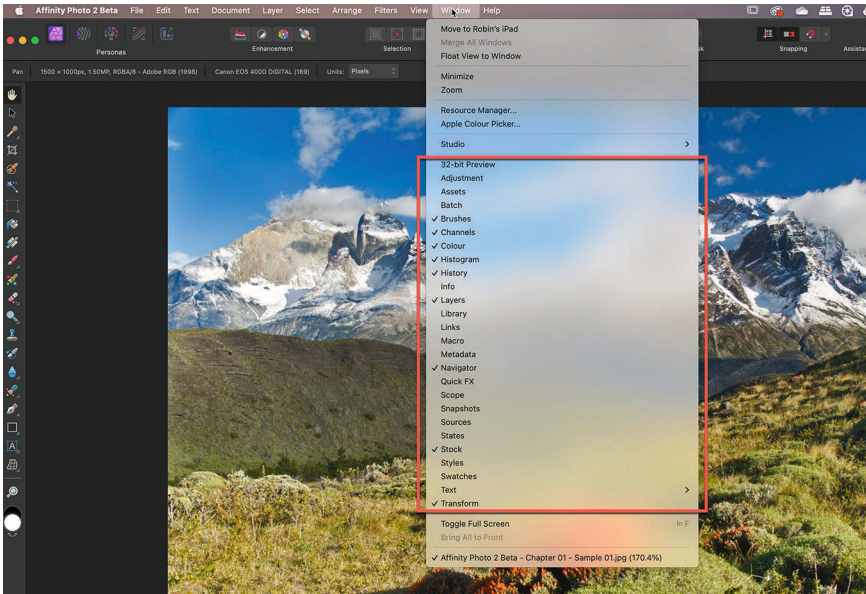 Affinity Photo 2 Beta File Edit Text Document Layer Select Arrange Filters View Window Help
Personas
Enhancement
Selection
Snapping
Pan
1500 x 1000px, 1.50MP, RGBA/8 - Adobe RGB (1998)
Canon EOS 400D DIGITAL (169)
Units: Pixels
Move to Robin's iPad
Merge All Windows
Float View to Window
Minimize
Zoom
Resource Manager...
Apple Colour Picker...
Studio
32-bit Preview
Adjustment
Assets
Batch
✓ Brushes
✓ Channels
✓ Colour
✓ Histogram
✓ History
Info
✓ Layers
Library
Links
Macro
Metadata
✓ Navigator
Quick FX
Scope
Snapshots
Sources
States
✓ Stock
Styles
Swatches
Text
✓ Transform
Toggle Full Screen fn F
Bring All to Front
✓ Affinity Photo 2 Beta - Chapter 01 - Sample 01.jpg (170.4%)